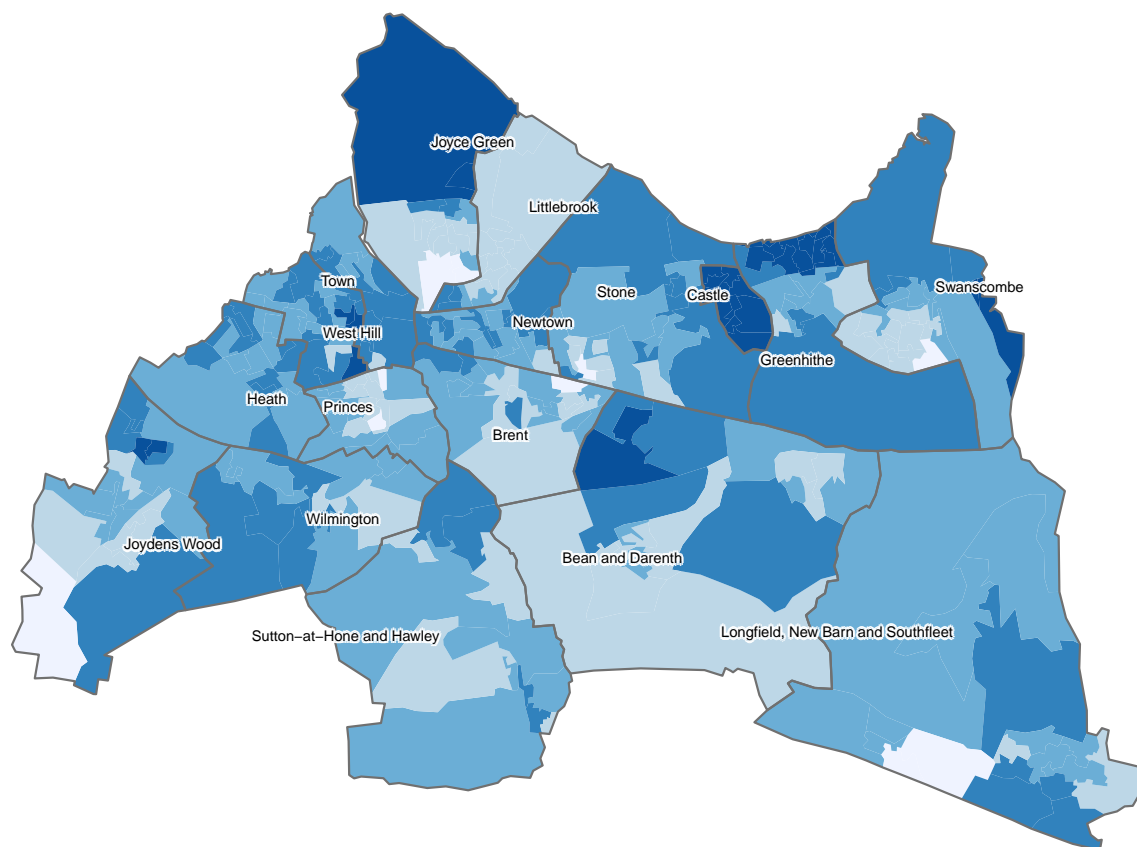 Joyce Green
Littlebrook
Town
Swanscombe
Stone
Castle
West Hill
Newtown
Greenhithe
Heath
Princes
Brent
Wilmington
Joydens Wood
Bean and Darenth
Sutton−at−Hone and Hawley
Longfield, New Barn and Southfleet